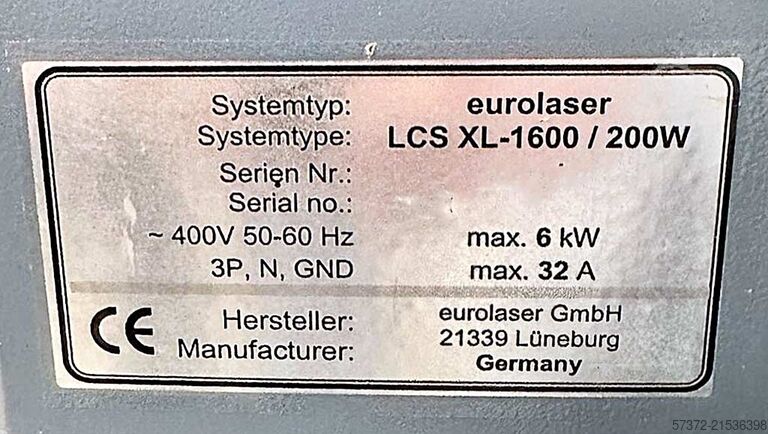 Systemtyp: eurolaser
Systemtype: LCS XL-1600 / 200W
Serien Nr.:
Serial no.:
~ 400V 50-60 Hz max. 6 kW
3P, N, GND max. 32 A
CE Hersteller: eurolaser GmbH
Manufacturer: 21339 Lüneburg
Germany
57372-21536398